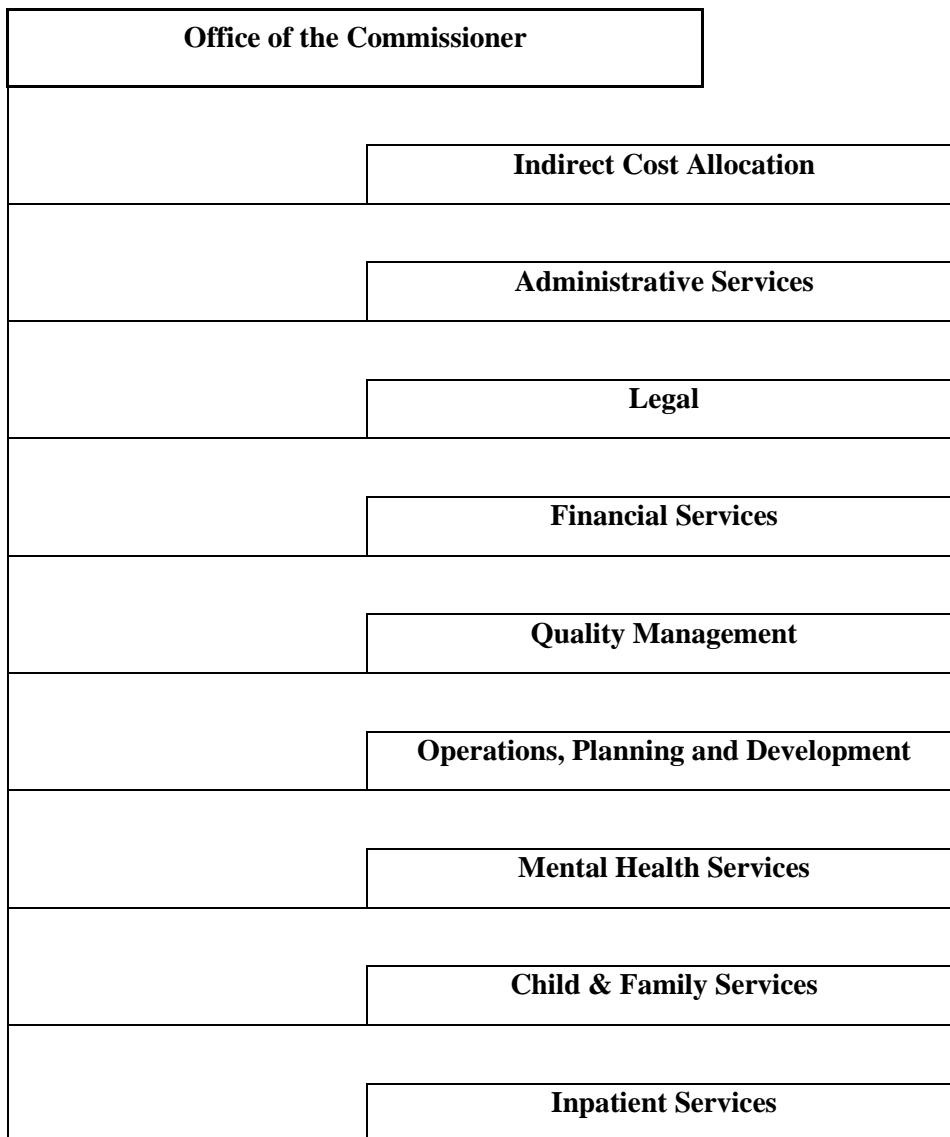 Office of the Commissioner
Indirect Cost Allocation
Administrative Services
Legal
Financial Services
Quality Management
Operations, Planning and Development
Mental Health Services
Child & Family Services
Inpatient Services